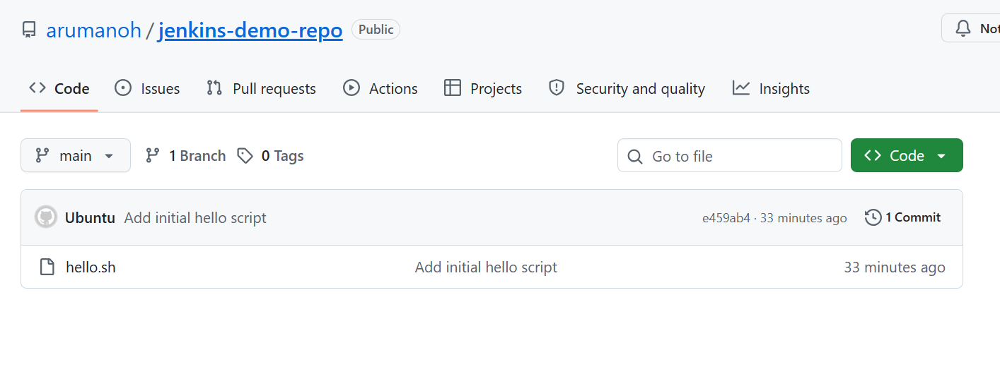 arumanoh / jenkins-demo-repo Public
Not
Code Issues Pull requests Actions Projects Security and quality Insights
main 1 Branch 0 Tags Go to file Code
Ubuntu Add initial hello script e459ab4 · 33 minutes ago 1 Commit
hello.sh Add initial hello script 33 minutes ago